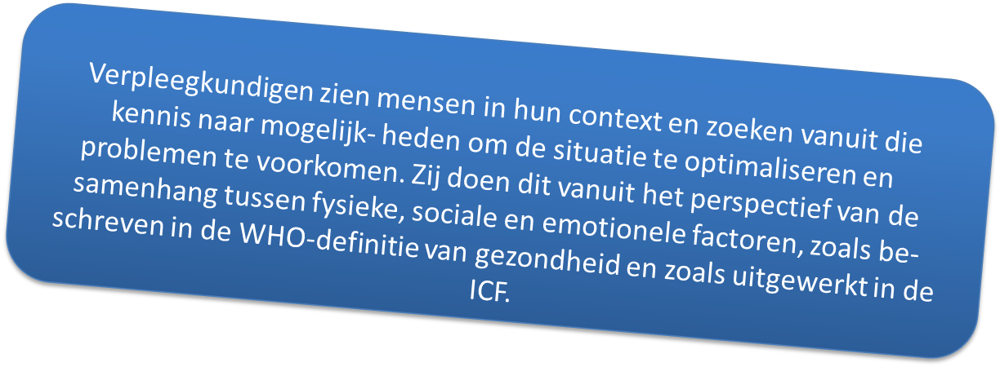 Verpleegkundigen zien mensen in hun context en zoeken vanuit die
kennis naar mogelijk- heden om de situatie te optimaliseren en
problemen te voorkomen. Zij doen dit vanuit het perspectief van de
samenhang tussen fysieke, sociale en emotionele factoren, zoals be-
schreven in de WHO-definitie van gezondheid en zoals uitgewerkt in de
ICF.